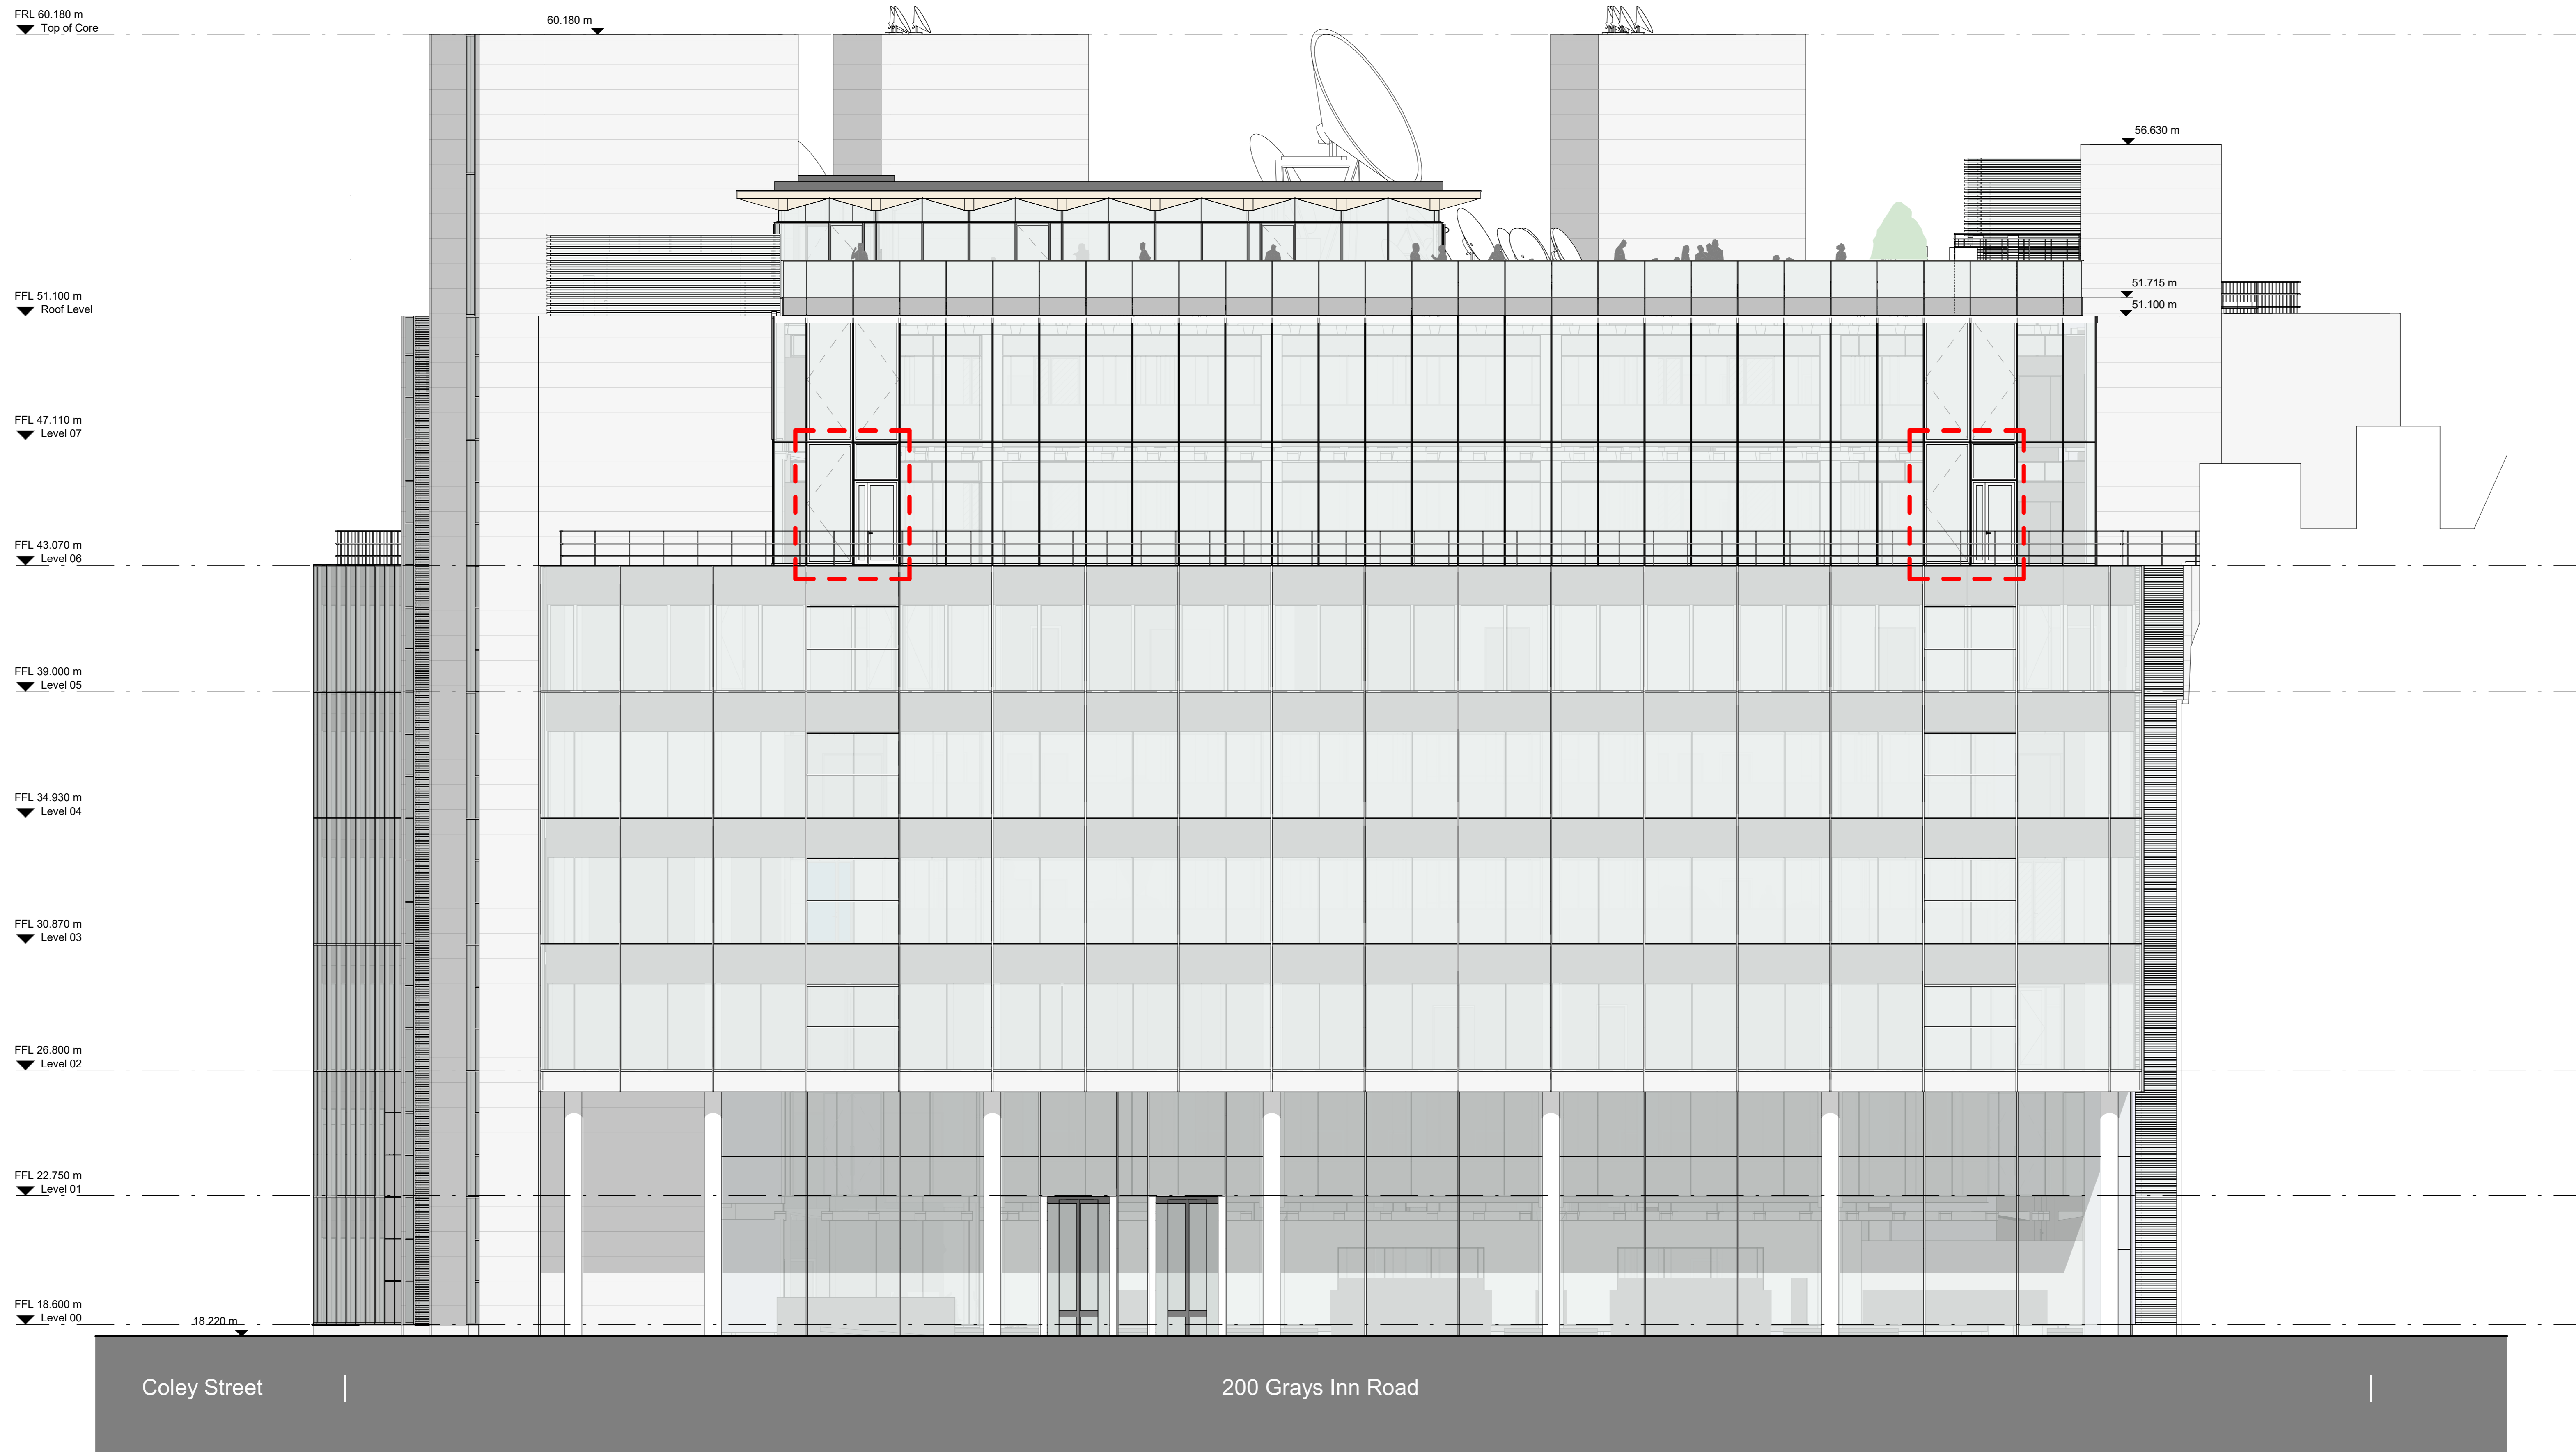 FRL 60.180 m
Top of Core
60.180 m
56.630 m
FFL 51.100 m
Roof Level
51.715 m
51.100 m
FFL 47.110 m
Level 07
FFL 43.070 m
Level 06
FFL 39.000 m
Level 05
FFL 34.930 m
Level 04
FFL 30.870 m
Level 03
FFL 26.800 m
Level 02
FFL 22.750 m
Level 01
FFL 18.600 m
Level 00
18.220 m
Coley Street
200 Grays Inn Road